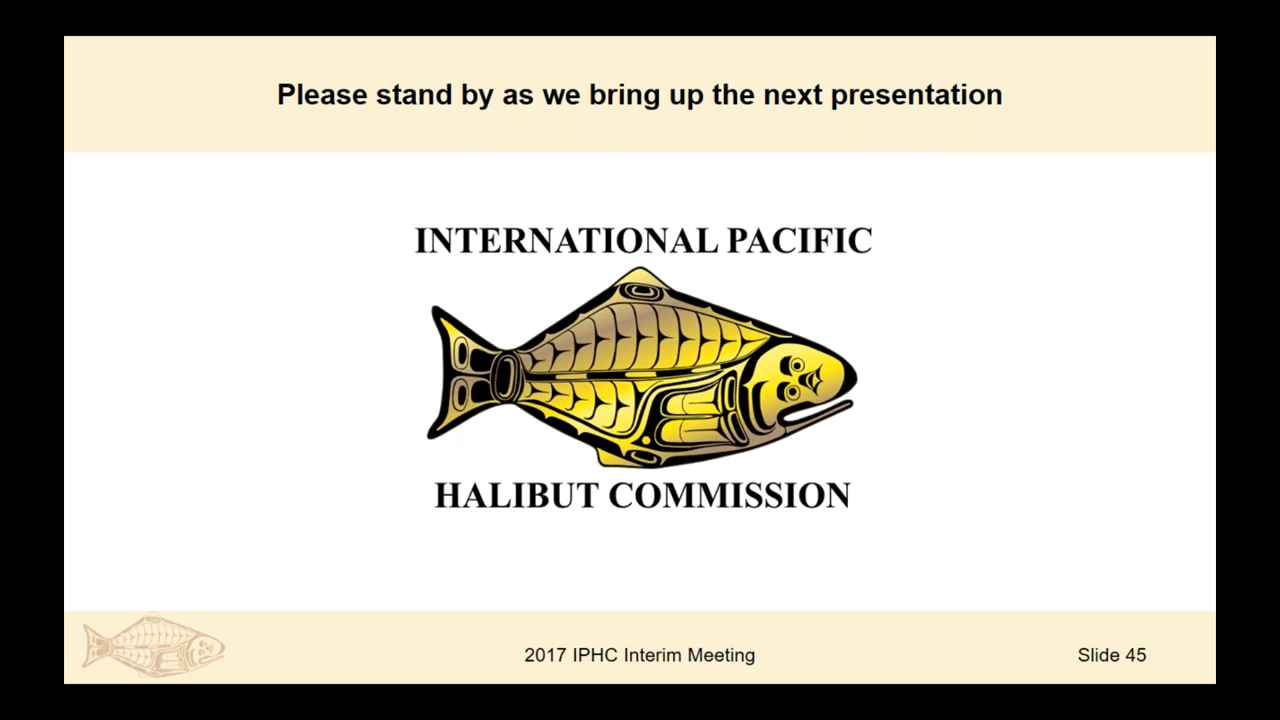 Please stand by as we bring up the next presentation
INTERNATIONAL PACIFIC
HALIBUT COMMISSION
2017 IPHC Interim Meeting
Slide 45